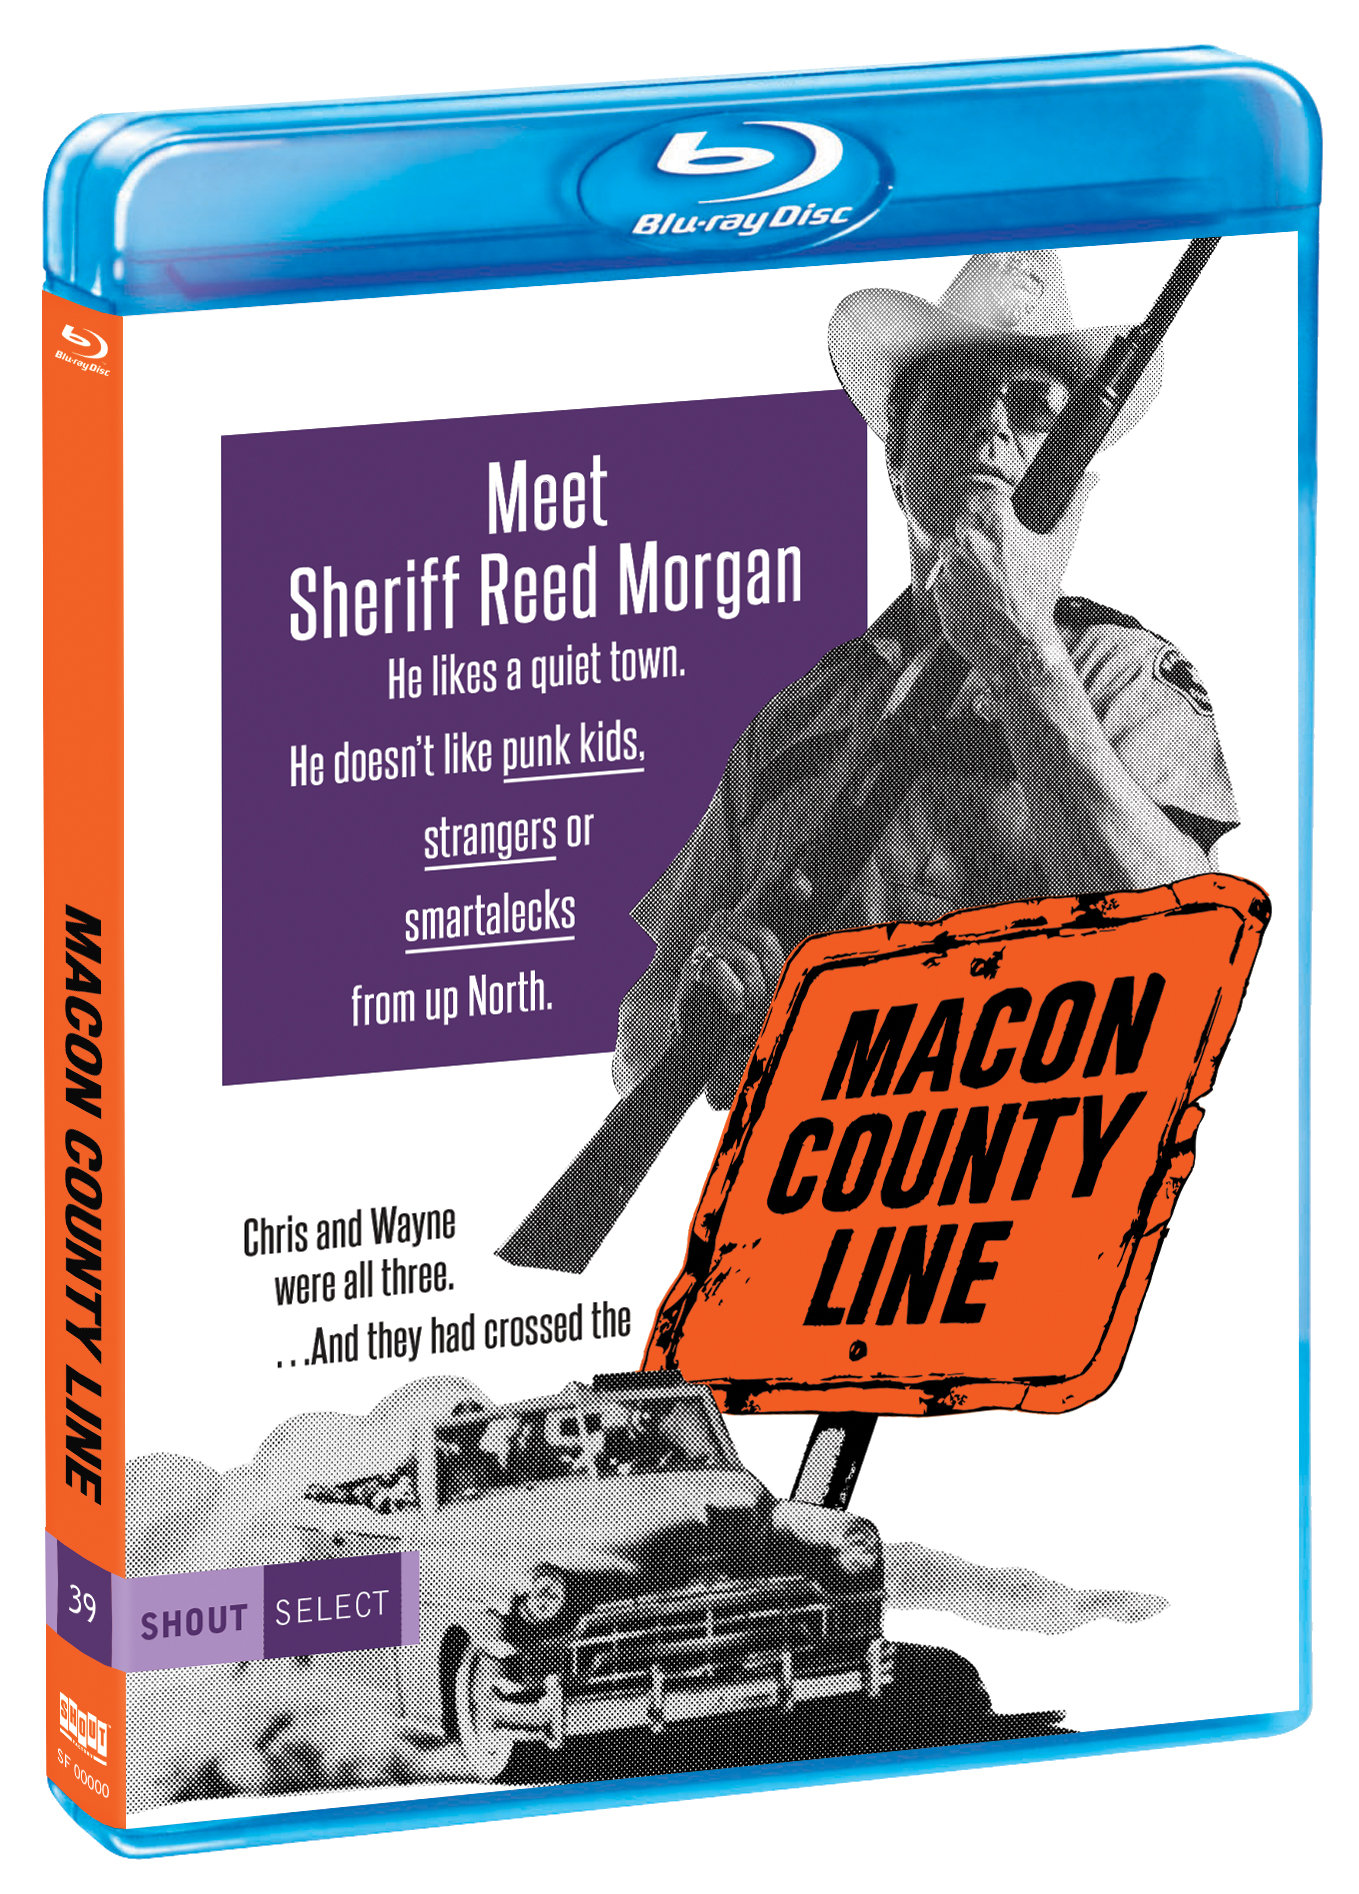 Blu-ray Disc
Blu-ray Disc
MACON COUNTY LINE
39
SHOUT
SF 00000
Meet
Sheriff Reed Morgan
He likes a quiet town.
He doesn't like punk kids,
strangers or
smartalecks
from up North.
MACON
COUNTY
LINE
Chris and Wayne
were all three.
...And they had crossed the
SHOUT SELECT